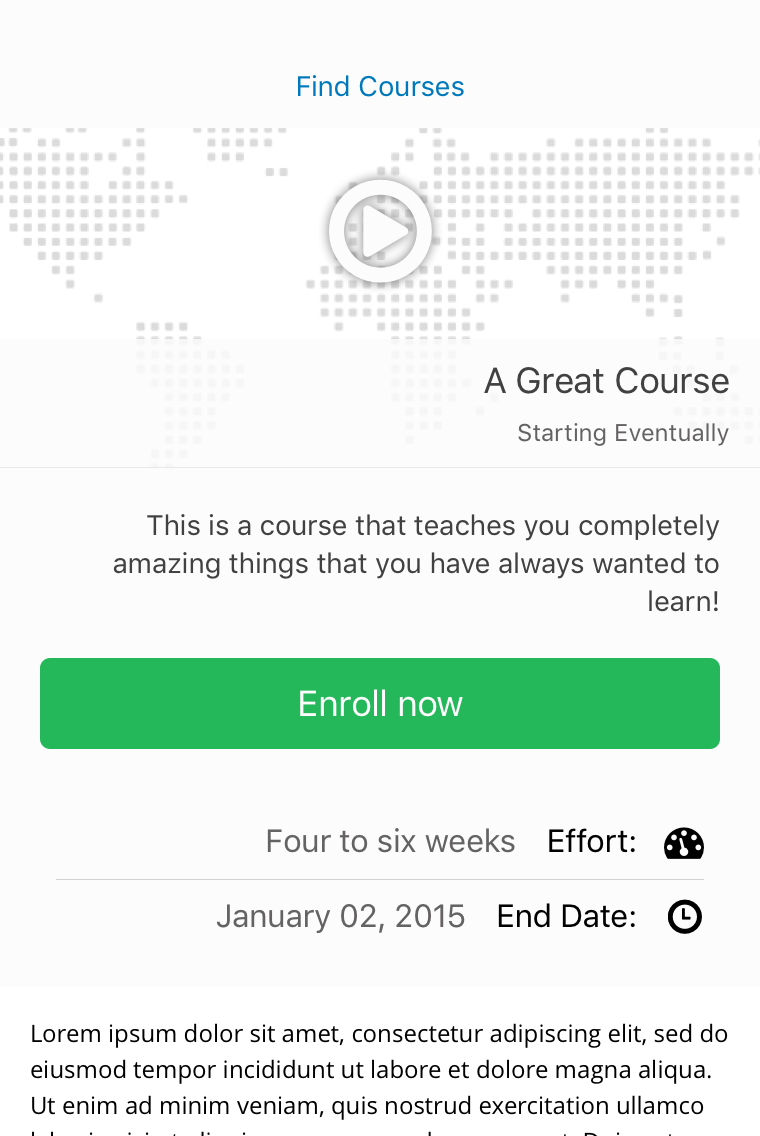 Find Courses
A Great Course
Starting Eventually
This is a course that teaches you completely
amazing things that you have always wanted to
learn!
Enroll now
Effort: Four to six weeks
End Date: January 02, 2015
Lorem ipsum dolor sit amet, consectetur adipiscing elit, sed do
eiusmod tempor incididunt ut labore et dolore magna aliqua.
Ut enim ad minim veniam, quis nostrud exercitation ullamco